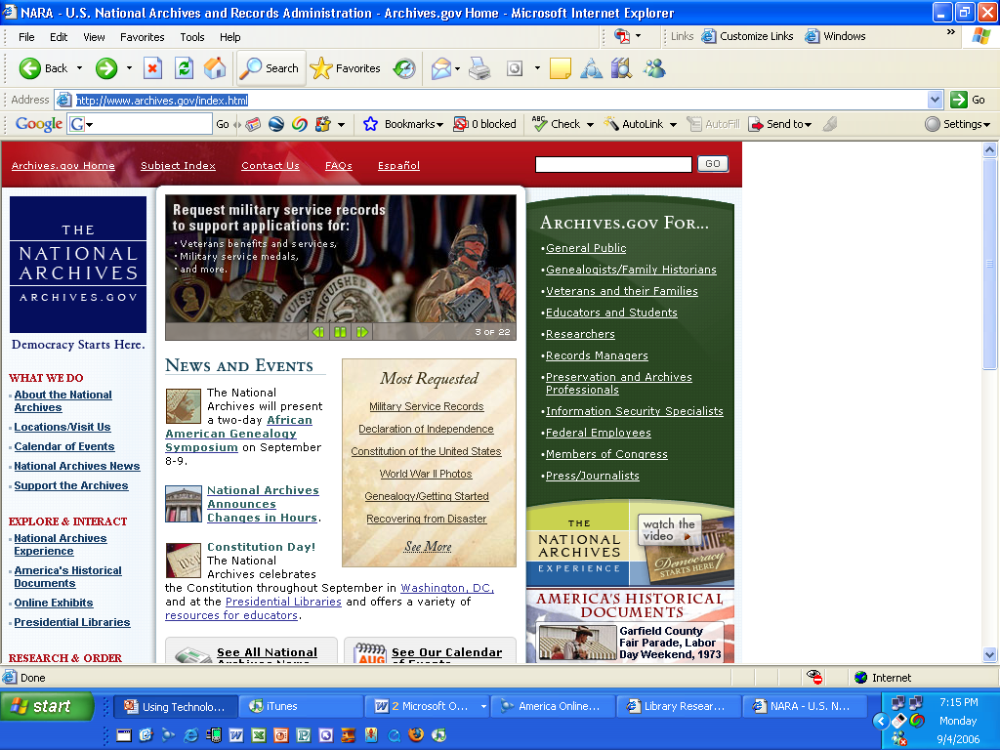 NARA - U.S. National Archives and Records Administration - Archives.gov Home - Microsoft Internet Explorer
File Edit View Favorites Tools Help » Links Customize Links Windows
Back Search Favorites
Address http://www.archives.gov/index.html Go
Google G Go Bookmarks 0 blocked ABC Check AutoLink AutoFill Send to Settings
Archives.gov Home Subject Index Contact Us FAQs Español GO
THE
NATIONAL
ARCHIVES
ARCHIVES.GOV
Democracy Starts Here.
WHAT WE DO
About the National
Archives
Locations/Visit Us
Calendar of Events
National Archives News
Support the Archives
EXPLORE & INTERACT
National Archives
Experience
America's Historical
Documents
Online Exhibits
Presidential Libraries
RESEARCH & ORDER
Request military service records
to support applications for:
· Veterans benefits and services,
· Military service medals,
· and more.
3 OF 22
NEWS AND EVENTS
The National
Archives will present
a two-day African
American Genealogy
Symposium on September
8-9.
National Archives
Announces
Changes in Hours.
Constitution Day!
The National
Archives celebrates
the Constitution throughout September in Washington, DC,
and at the Presidential Libraries and offers a variety of
resources for educators.
Most Requested
Military Service Records
Declaration of Independence
Constitution of the United States
World War II Photos
Genealogy/Getting Started
Recovering from Disaster
See More
See All National
Archives News
AUG
See Our Calendar
of Events
ARCHIVES.GOV FOR...
•General Public
•Genealogists/Family Historians
•Veterans and their Families
•Educators and Students
•Researchers
•Records Managers
•Preservation and Archives
Professionals
•Information Security Specialists
•Federal Employees
•Members of Congress
•Press/Journalists
THE
NATIONAL
ARCHIVES
EXPERIENCE
watch the
video
Democracy
STARTS HERE
AMERICA'S HISTORICAL
DOCUMENTS
Garfield County
Fair Parade, Labor
Day Weekend, 1973
Done Internet
start Using Technolo... iTunes 2 Microsoft O... America Online... Library Resear... NARA - U.S. N...
7:15 PM
Monday
9/4/2006